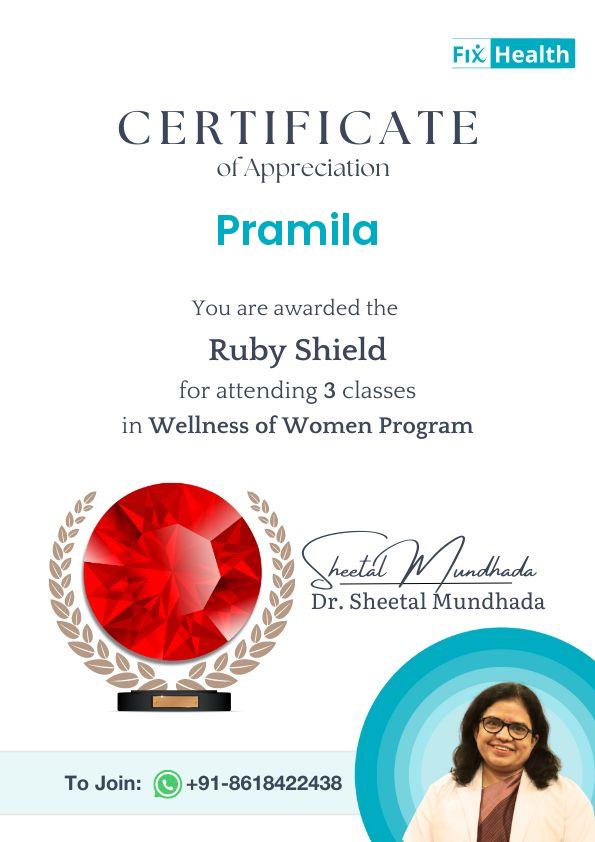 Fix Health
CERTIFICATE
of Appreciation
Pramila
You are awarded the
Ruby Shield
for attending 3 classes
in Wellness of Women Program
Sheetal Mundhada
Dr. Sheetal Mundhada
To Join: +91-8618422438